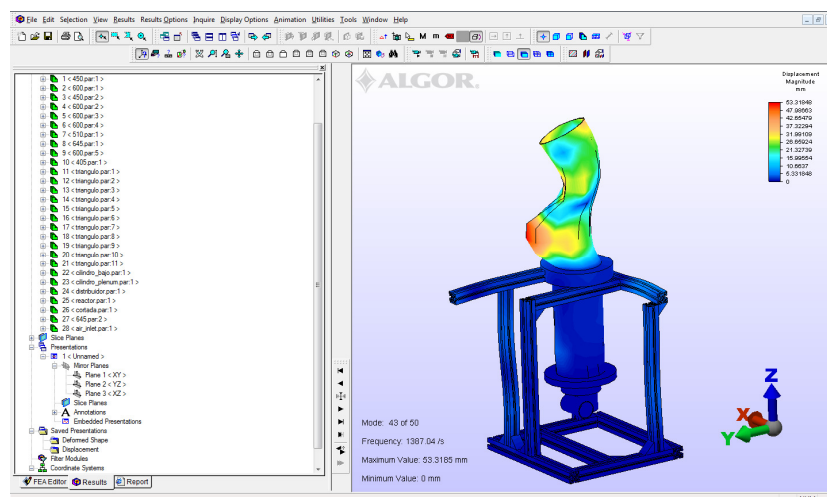 File Edit Selection View Results Results Options Inquire Display Options Animation Utilities Tools Window Help
1 < 450.par:1 >
2 < 600.par:1 >
3 < 450.par:2 >
4 < 600.par:2 >
5 < 600.par:3 >
6 < 600.par:4 >
7 < 510.par:1 >
8 < 645.par:1 >
9 < 600.par:5 >
10 < 405.par:1 >
11 < triangulo.par:1 >
12 < triangulo.par:2 >
13 < triangulo.par:3 >
14 < triangulo.par:4 >
15 < triangulo.par:5 >
16 < triangulo.par:6 >
17 < triangulo.par:7 >
18 < triangulo.par:8 >
19 < triangulo.par:9 >
20 < triangulo.par:10 >
21 < triangulo.par:11 >
22 < cilindro_bajo.par:1 >
23 < cilindro_plenum.par:1 >
24 < distribuidor.par:1 >
25 < reactor.par:1 >
26 < cortada.par:1 >
27 < 645.par:2 >
28 < air_inlet.par:1 >
Slice Planes
Presentations
1 < Unnamed >
Mirror Planes
Plane 1 < XY >
Plane 2 < YZ >
Plane 3 < XZ >
Slice Planes
Annotations
Embedded Presentations
Saved Presentations
Deformed Shape
Displacement
Filter Modules
Coordinate Systems
FEA Editor Results Report
ALGOR.
Displacement
Magnitude
mm
53.31848
47.98663
42.65479
37.32294
31.99109
26.65924
21.32739
15.99554
10.6637
5.331848
0
Mode: 43 of 50
Frequency: 1387.04 /s
Maximum Value: 53.3185 mm
Minimum Value: 0 mm
Z
X
Y